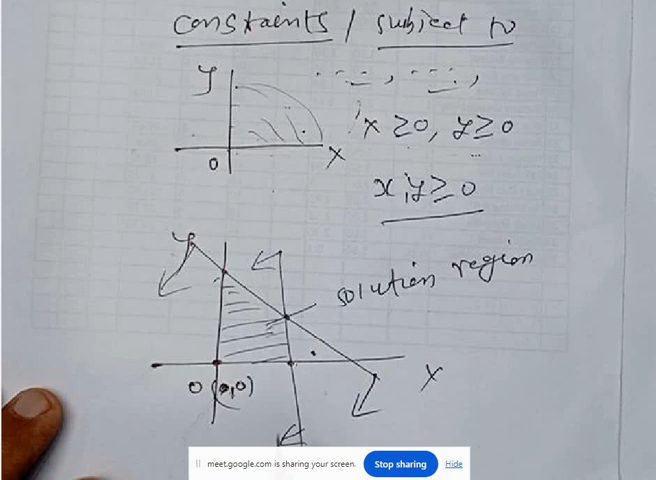 constraints / subject to
y
x ≥ 0, y ≥ 0
0
X
x, y ≥ 0
y
solution region
0 (0,0)
X
meet.google.com is sharing your screen. Stop sharing Hide